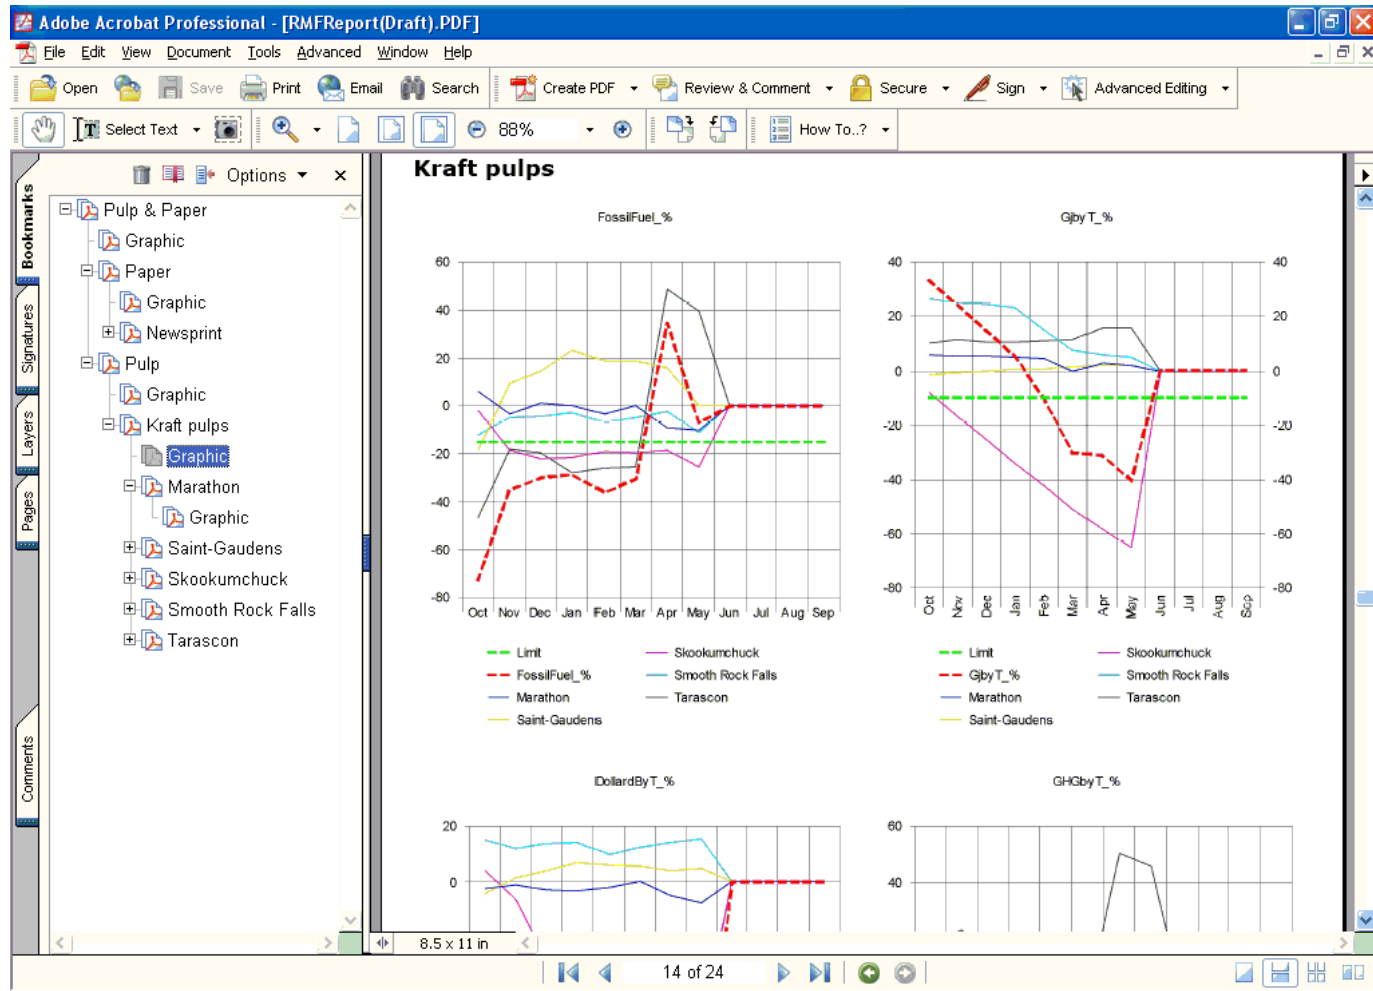 Adobe Acrobat Professional - [RMFReport(Draft).PDF]
File Edit View Document Tools Advanced Window Help
Open Save Print Email Search Create PDF Review & Comment Secure Sign Advanced Editing
Select Text 88% How To..?
Bookmarks
Signatures
Layers
Pages
Comments
Options
Pulp & Paper
Graphic
Paper
Graphic
Newsprint
Pulp
Graphic
Kraft pulps
Graphic
Marathon
Graphic
Saint-Gaudens
Skookumchuck
Smooth Rock Falls
Tarascon
Kraft pulps
FossilFuel_%
60
40
20
0
-20
-40
-60
-80
Oct Nov Dec Jan Feb Mar Apr May Jun Jul Aug Sep
Limit Skookumchuck
FossilFuel_% Smooth Rock Falls
Marathon Tarascon
Saint-Gaudens
GjbyT_%
40 40
20 20
0 0
-20 -20
-40 -40
-60 -60
-80 -80
Oct Nov Dec Jan Feb Mar Apr May Jun Jul Aug Sep
Limit Skookumchuck
GjbyT_% Smooth Rock Falls
Marathon Tarascon
Saint-Gaudens
DollardByT_%
20
0
GHGbyT_%
60
40
8.5 x 11 in
14 of 24